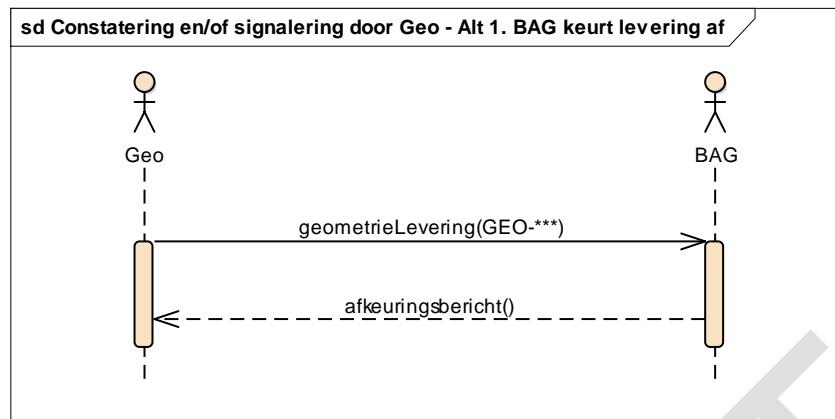 sd Constatering en/of signalering door Geo - Alt 1. BAG keurt levering af
Geo
BAG
geometrieLevering(GEO-***)
afkeuringsbericht()